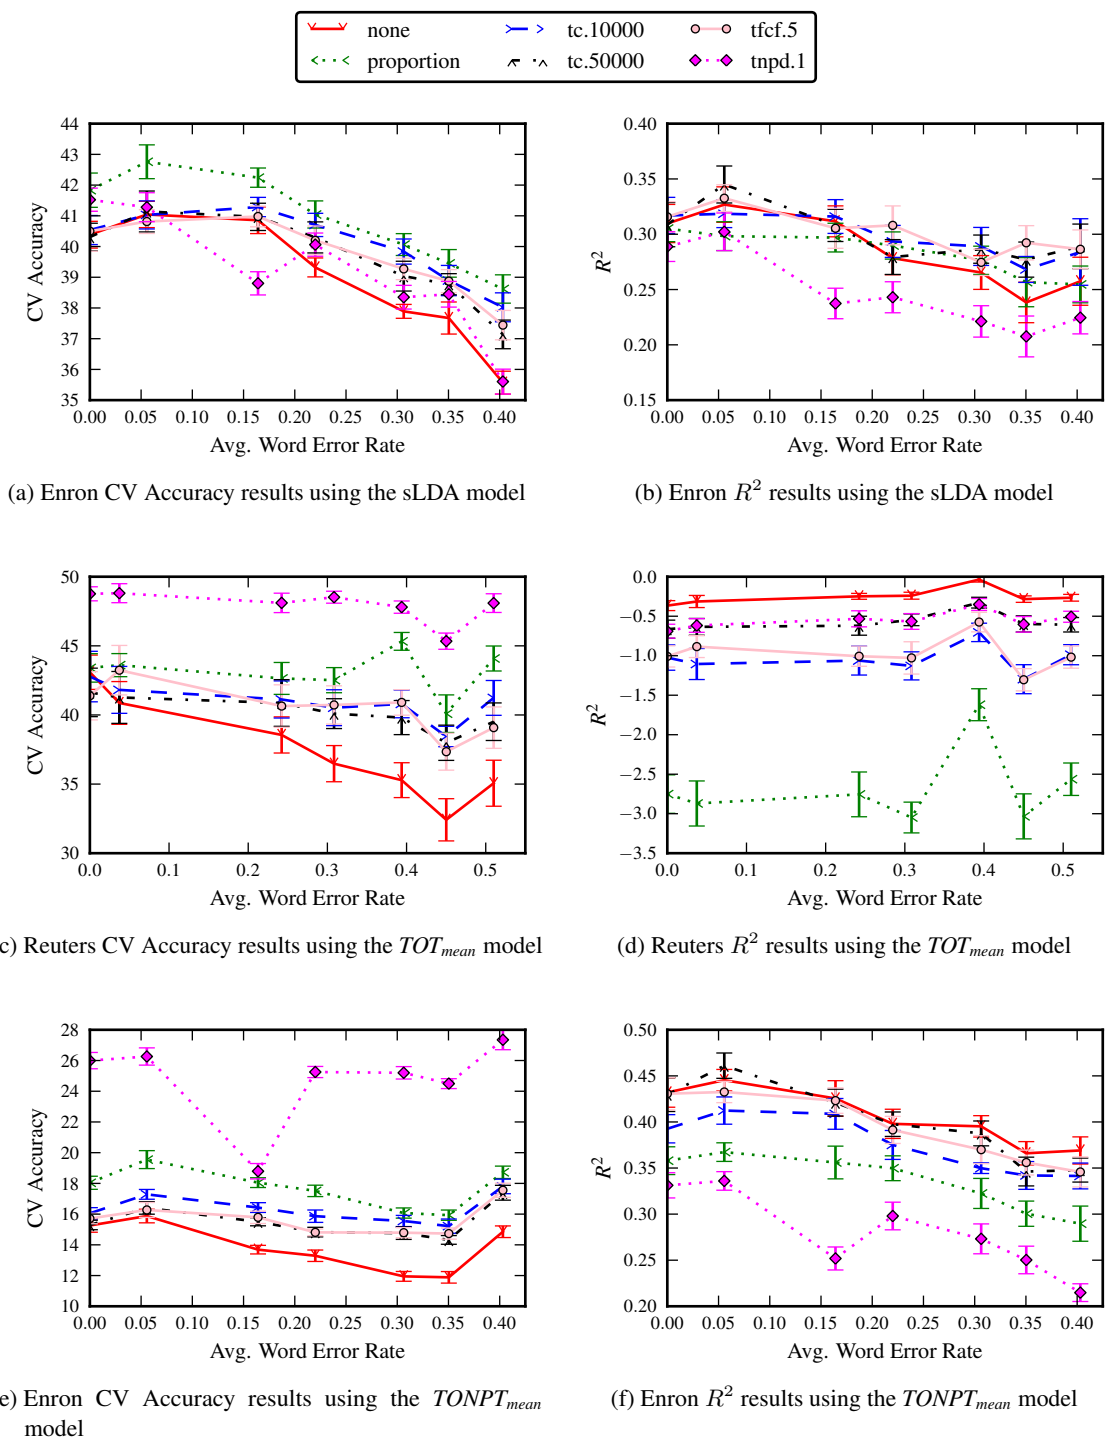 none
tc.10000
tfcf.5
proportion
tc.50000
tnpd.1
44
43
42
41
40
39
38
37
36
35
CV Accuracy
0.00 0.05 0.10 0.15 0.20 0.25 0.30 0.35 0.40
Avg. Word Error Rate
(a) Enron CV Accuracy results using the sLDA model
0.40
0.35
0.30
0.25
0.20
0.15
R²
0.00 0.05 0.10 0.15 0.20 0.25 0.30 0.35 0.40
Avg. Word Error Rate
(b) Enron R² results using the sLDA model
50
45
40
35
30
CV Accuracy
0.0 0.1 0.2 0.3 0.4 0.5
Avg. Word Error Rate
c) Reuters CV Accuracy results using the TOTmean model
0.0
−0.5
−1.0
−1.5
−2.0
−2.5
−3.0
−3.5
R²
0.0 0.1 0.2 0.3 0.4 0.5
Avg. Word Error Rate
(d) Reuters R² results using the TOTmean model
28
26
24
22
20
18
16
14
12
10
CV Accuracy
0.00 0.05 0.10 0.15 0.20 0.25 0.30 0.35 0.40
Avg. Word Error Rate
e) Enron CV Accuracy results using the TONPTmean
model
0.50
0.45
0.40
0.35
0.30
0.25
0.20
R²
0.00 0.05 0.10 0.15 0.20 0.25 0.30 0.35 0.40
Avg. Word Error Rate
(f) Enron R² results using the TONPTmean model